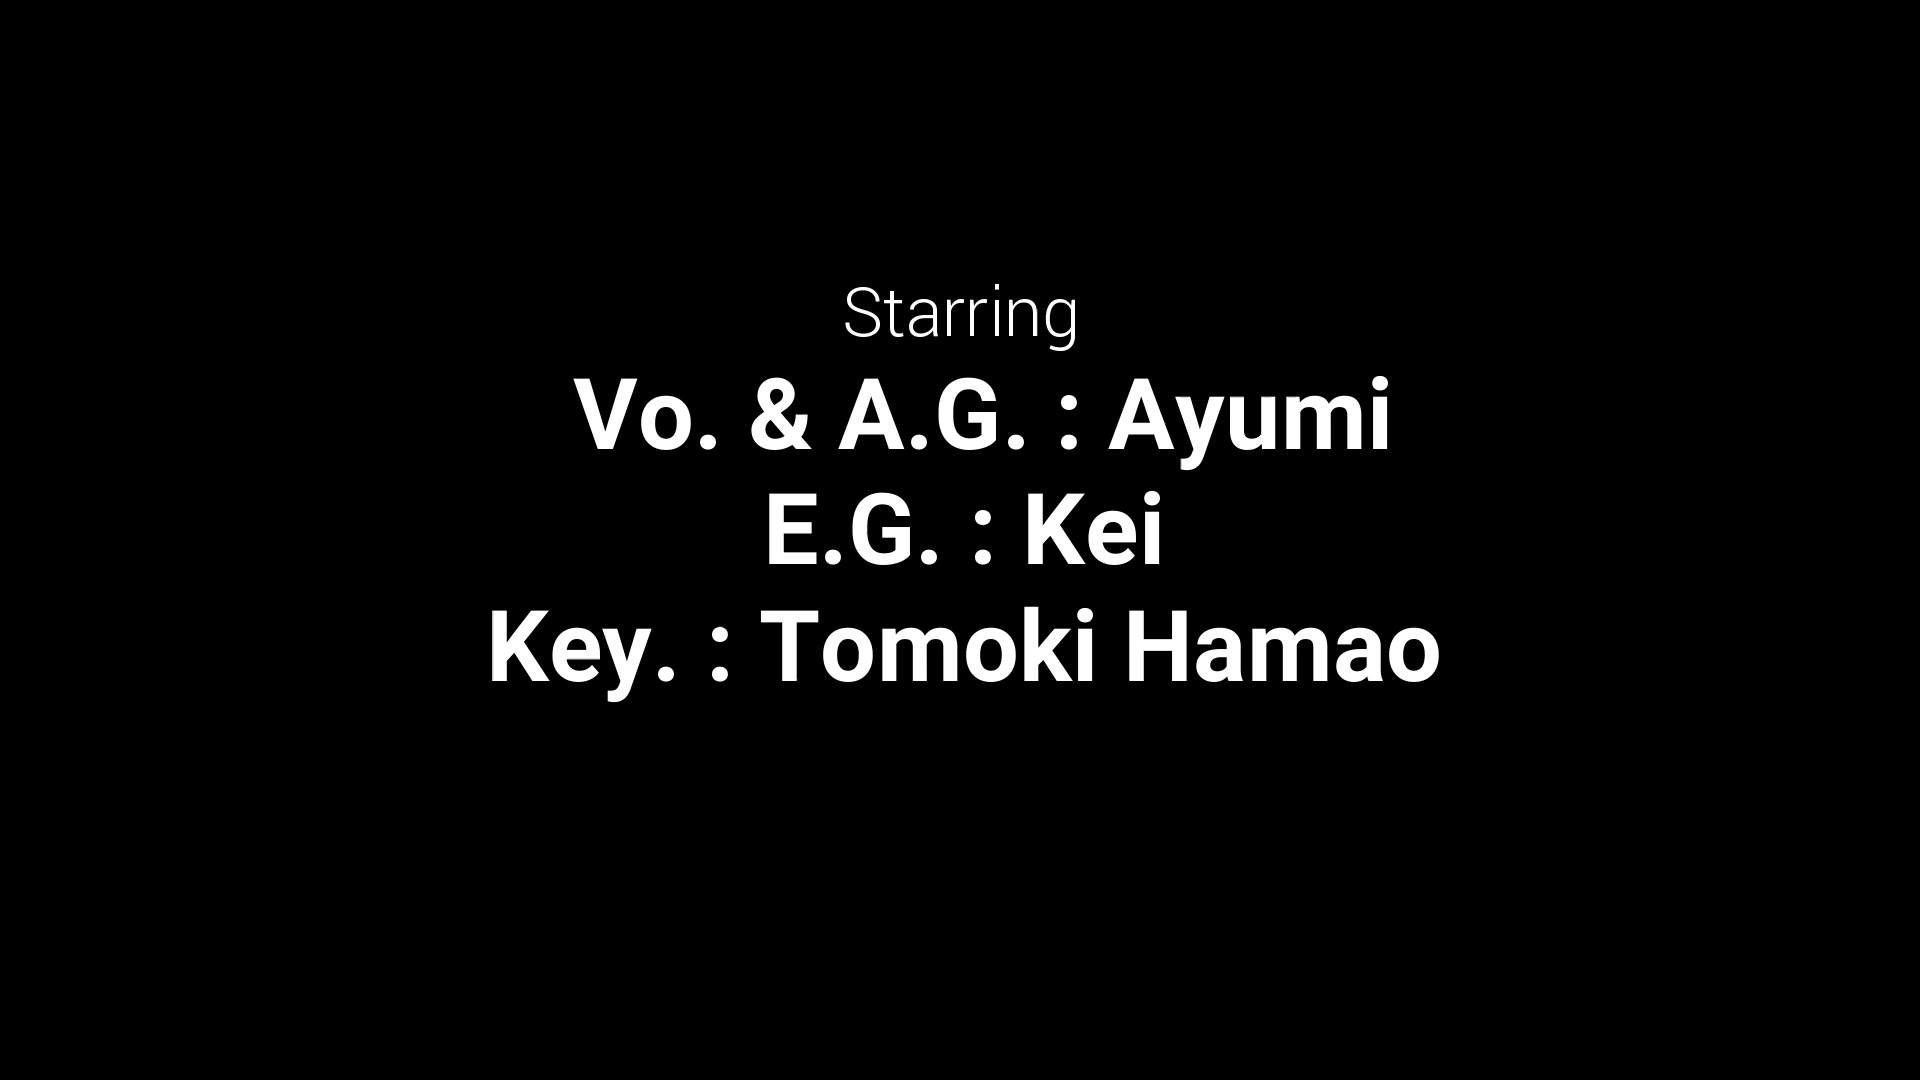 Starring
Vo. & A.G. : Ayumi
E.G. : Kei
Key. : Tomoki Hamao